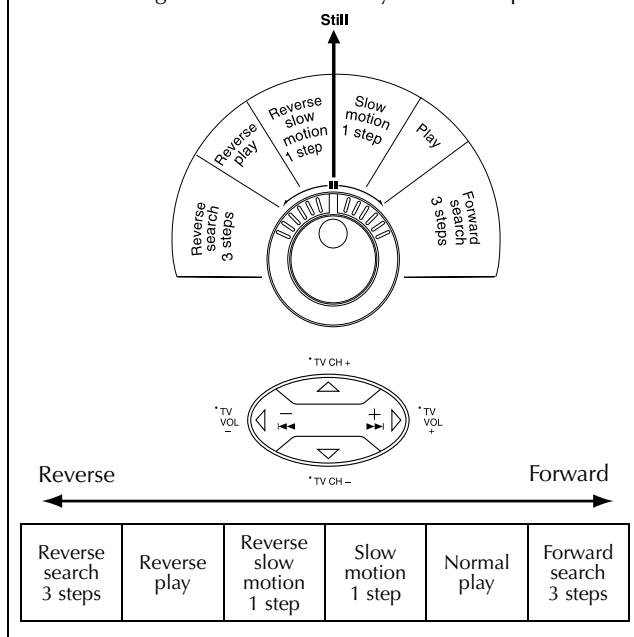 Still
Reverse
search
3 steps
Reverse
play
Reverse
slow
motion
1 step
Slow
motion
1 step
Play
Forward
search
3 steps
* TV CH +
* TV
VOL
–
–
+
* TV
VOL
+
* TV CH –
Reverse
Forward
Reverse
search
3 steps
Reverse
play
Reverse
slow
motion
1 step
Slow
motion
1 step
Normal
play
Forward
search
3 steps